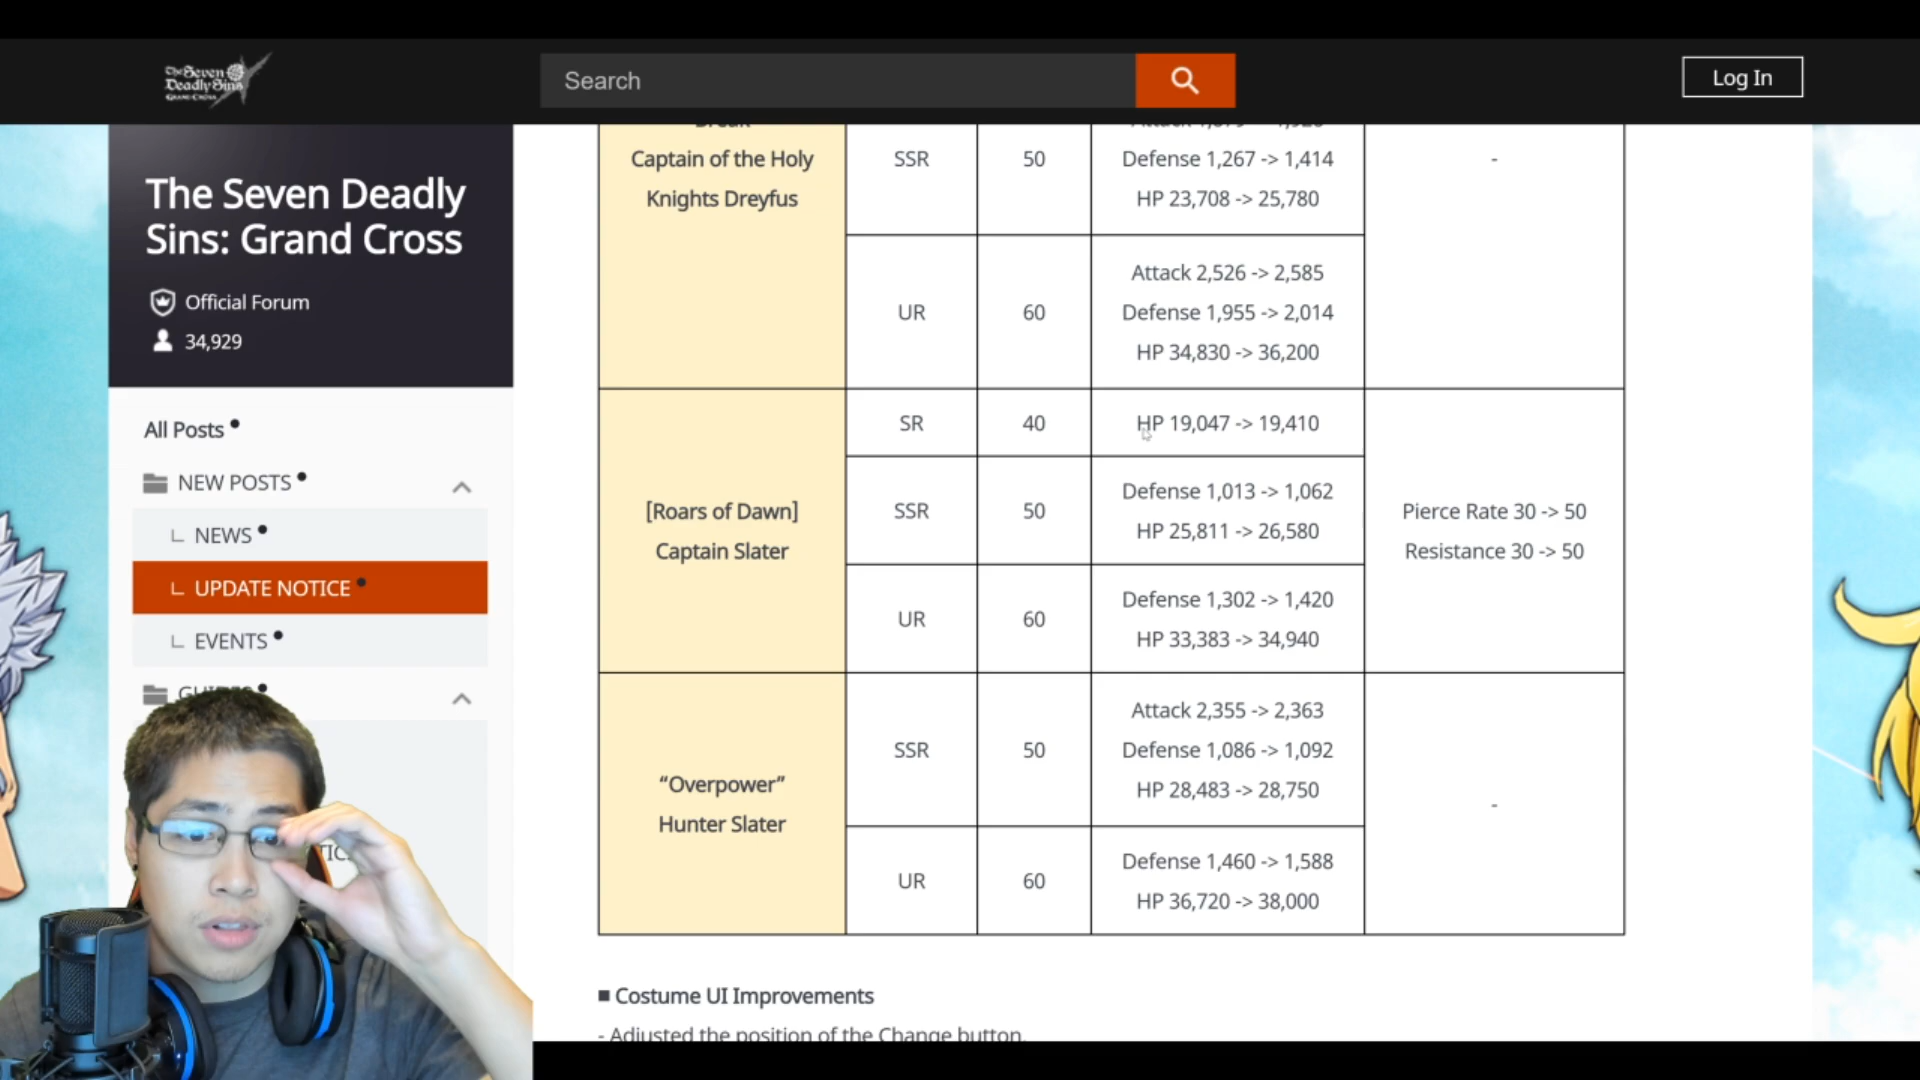 The Seven
Deadly Sins
Grand Cross
Search
Log In
The Seven Deadly
Sins: Grand Cross
Official Forum
34,929
All Posts
NEW POSTS
NEWS
UPDATE NOTICE
EVENTS
Captain of the Holy
Knights Dreyfus
SSR
50
Defense 1,267 -> 1,414
HP 23,708 -> 25,780
-
UR
60
Attack 2,526 -> 2,585
Defense 1,955 -> 2,014
HP 34,830 -> 36,200
[Roars of Dawn]
Captain Slater
SR
40
HP 19,047 -> 19,410
SSR
50
Defense 1,013 -> 1,062
HP 25,811 -> 26,580
UR
60
Defense 1,302 -> 1,420
HP 33,383 -> 34,940
Pierce Rate 30 -> 50
Resistance 30 -> 50
“Overpower”
Hunter Slater
SSR
50
Attack 2,355 -> 2,363
Defense 1,086 -> 1,092
HP 28,483 -> 28,750
UR
60
Defense 1,460 -> 1,588
HP 36,720 -> 38,000
-
■ Costume UI Improvements
- Adjusted the position of the Change button.